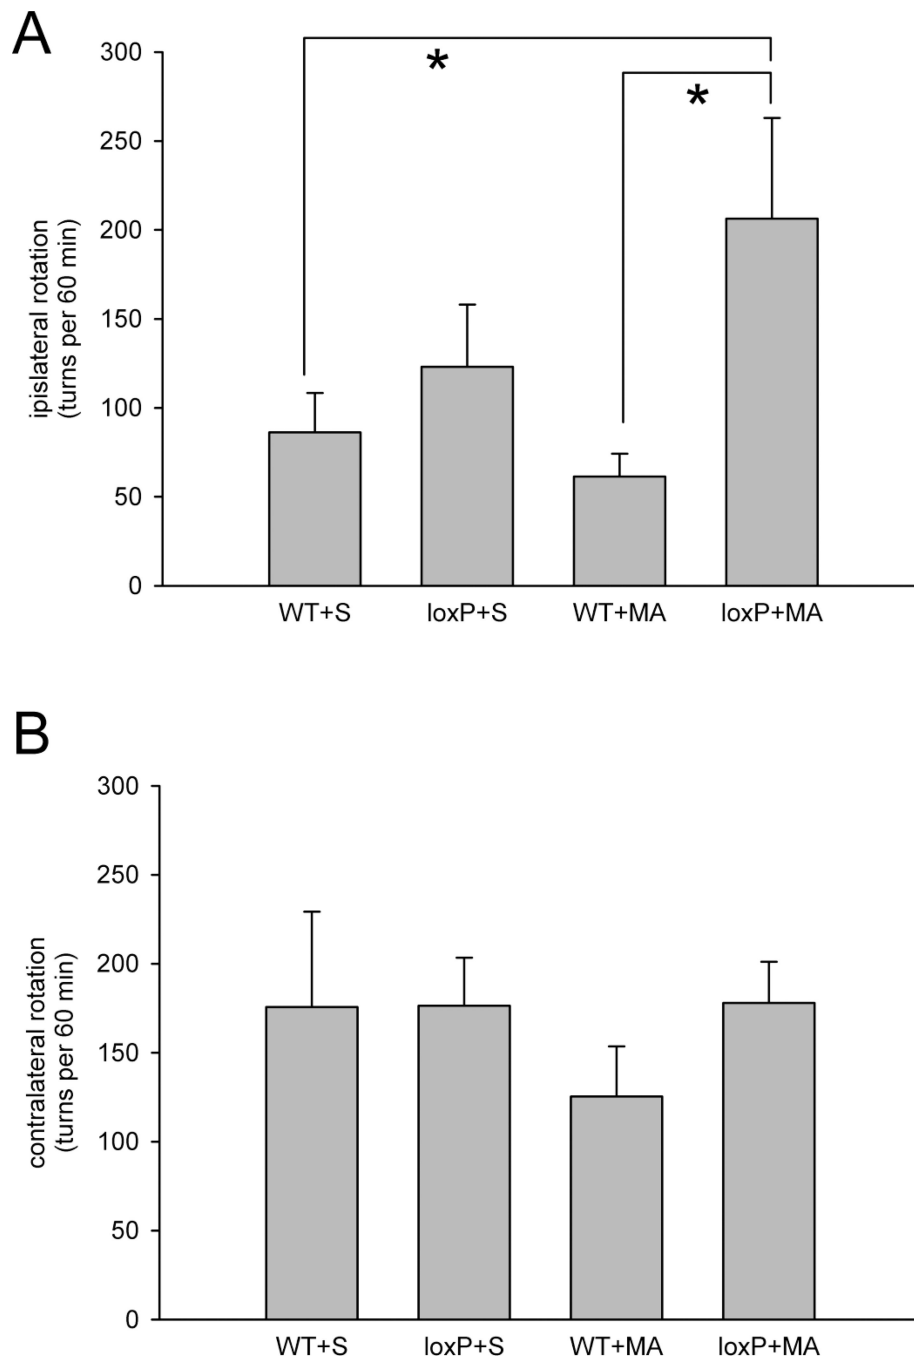 A
300
250
200
150
100
50
0
ipislateral rotation
(turns per 60 min)
*
*
WT+S loxP+S WT+MA loxP+MA
B
300
250
200
150
100
50
0
contralateral rotation
(turns per 60 min)
WT+S loxP+S WT+MA loxP+MA